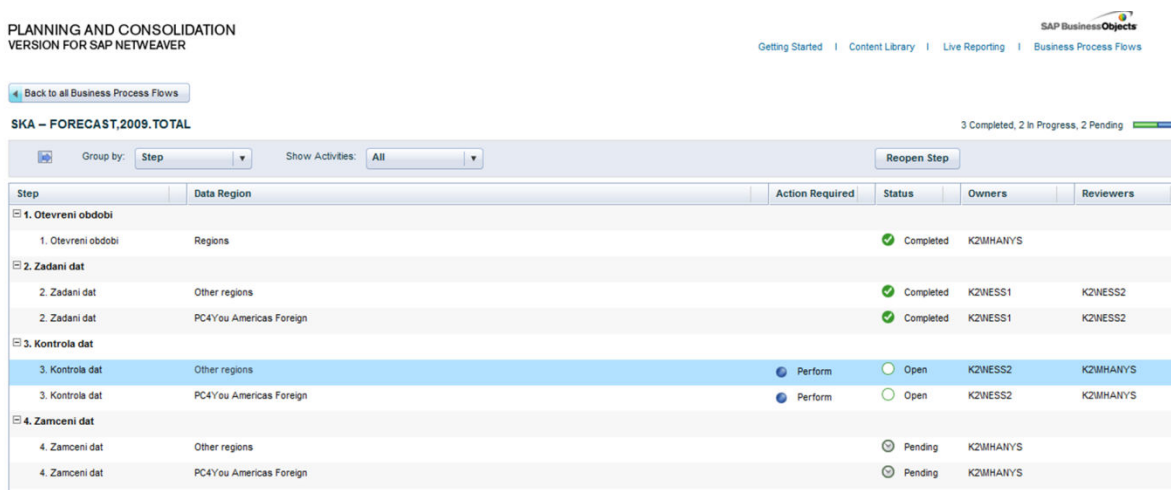 PLANNING AND CONSOLIDATION
VERSION FOR SAP NETWEAVER
SAP BusinessObjects
Getting Started | Content Library | Live Reporting | Business Process Flows
Back to all Business Process Flows
SKA – FORECAST,2009.TOTAL
3 Completed, 2 In Progress, 2 Pending
Group by: Step Show Activities: All Reopen Step
Step Data Region Action Required Status Owners Reviewers
1. Otevreni obdobi
1. Otevreni obdobi Regions Completed K2\MHANYS
2. Zadani dat
2. Zadani dat Other regions Completed K2\NESS1 K2\NESS2
2. Zadani dat PC4You Americas Foreign Completed K2\NESS1 K2\NESS2
3. Kontrola dat
3. Kontrola dat Other regions Perform Open K2\NESS2 K2\MHANYS
3. Kontrola dat PC4You Americas Foreign Perform Open K2\NESS2 K2\MHANYS
4. Zamceni dat
4. Zamceni dat Other regions Pending K2\MHANYS
4. Zamceni dat PC4You Americas Foreign Pending K2\MHANYS